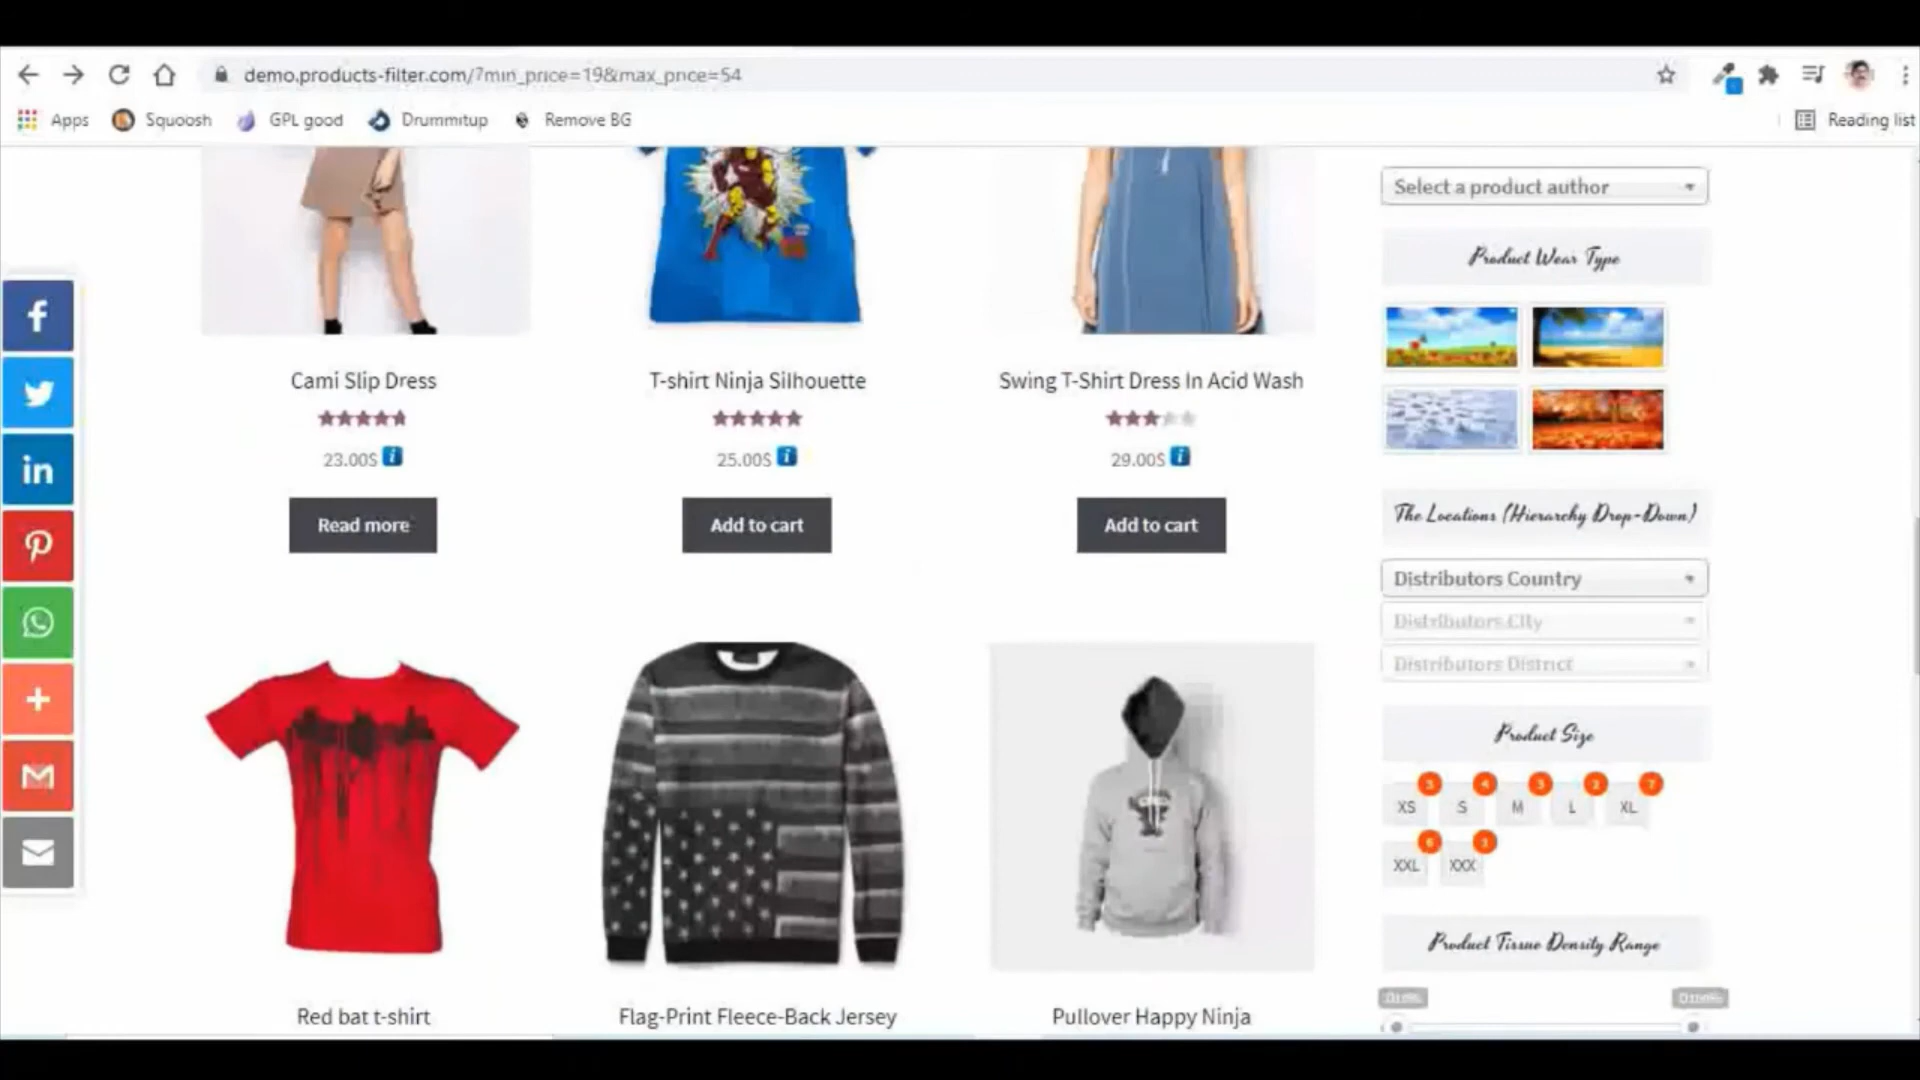 demo.products-filter.com/?min_price=19&max_price=54
Apps Squoosh GPL good Drummitup Remove BG Reading list
Select a product author
Product Wear Type
Cami Slip Dress
23.00$
Read more
T-shirt Ninja Silhouette
25.00$
Add to cart
Swing T-Shirt Dress In Acid Wash
29.00$
Add to cart
The Locations (Hierarchy Drop-Down)
Distributors Country
Distributors City
Distributors District
Product Size
XS S M L XL
XXL XXX
Product Tissue Density Range
Red bat t-shirt
Flag-Print Fleece-Back Jersey
Pullover Happy Ninja